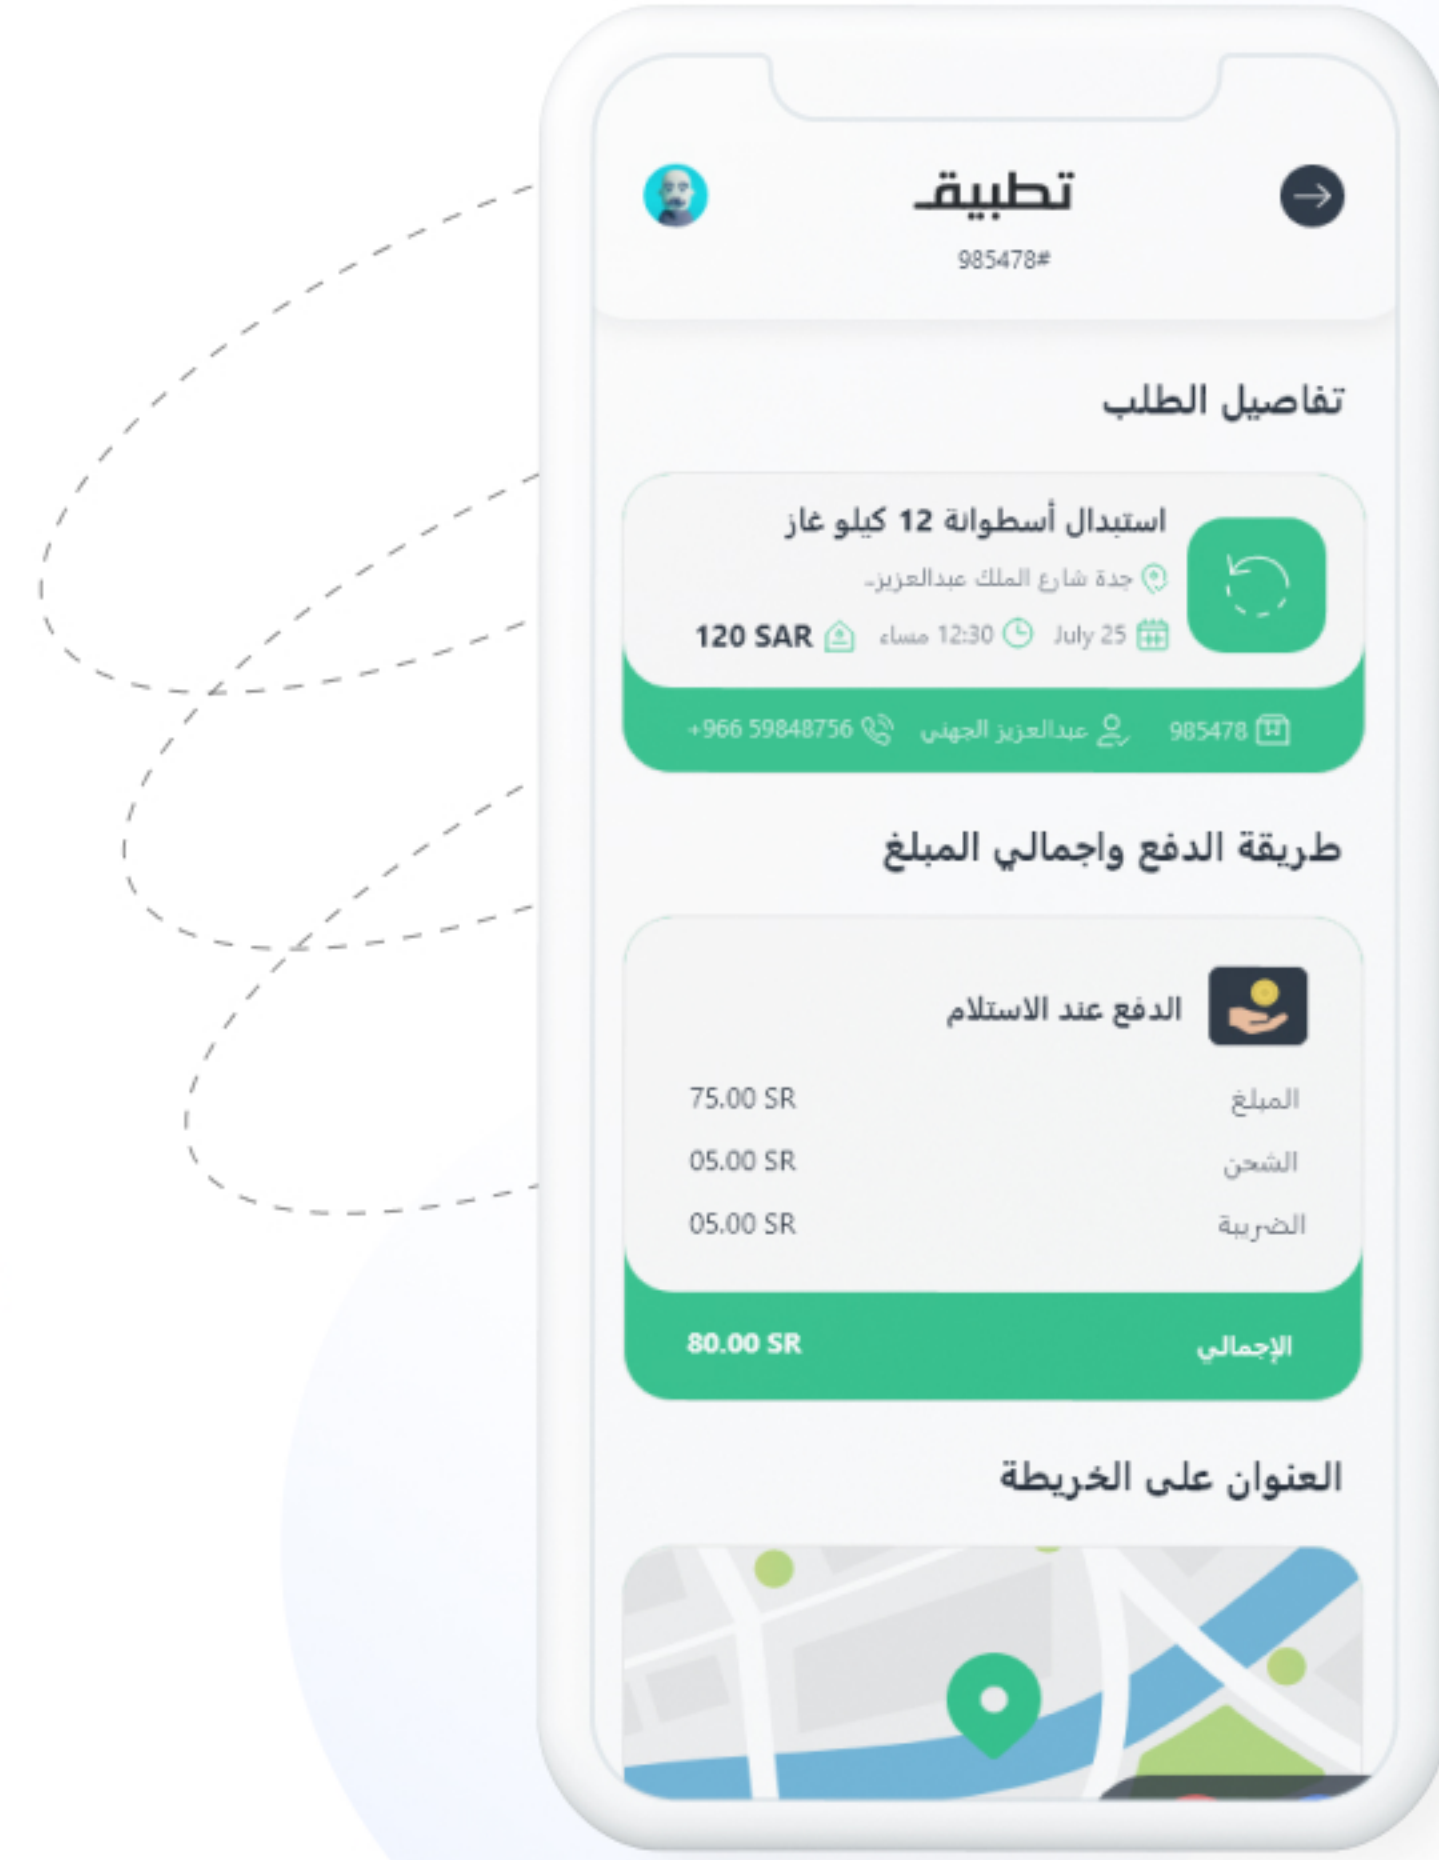 تطبيق
985478#
تفاصيل الطلب
استبدال أسطوانة 12 كيلو غاز
جدة شارع الملك عبدالعزيز..
July 25 12:30 مساء 120 SAR
985478 عبدالعزيز الجهني +966 59848756
طريقة الدفع واجمالي المبلغ
الدفع عند الاستلام
المبلغ 75.00 SR
الشحن 05.00 SR
الضريبة 05.00 SR
الإجمالي 80.00 SR
العنوان على الخريطة